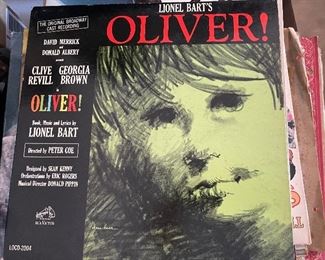 LIONEL BART'S
OLIVER!
THE ORIGINAL BROADWAY
CAST RECORDING
DAVID MERRICK
and
DONALD ALBERY
present
CLIVE GEORGIA
REVILL BROWN
in
OLIVER!
Book, Music and Lyrics by
LIONEL BART
Directed by PETER COE
Designed by SEAN KENNY
Orchestrations by ERIC ROGERS
Musical Director DONALD PIPPIN
RCA VICTOR
LOCD-2004